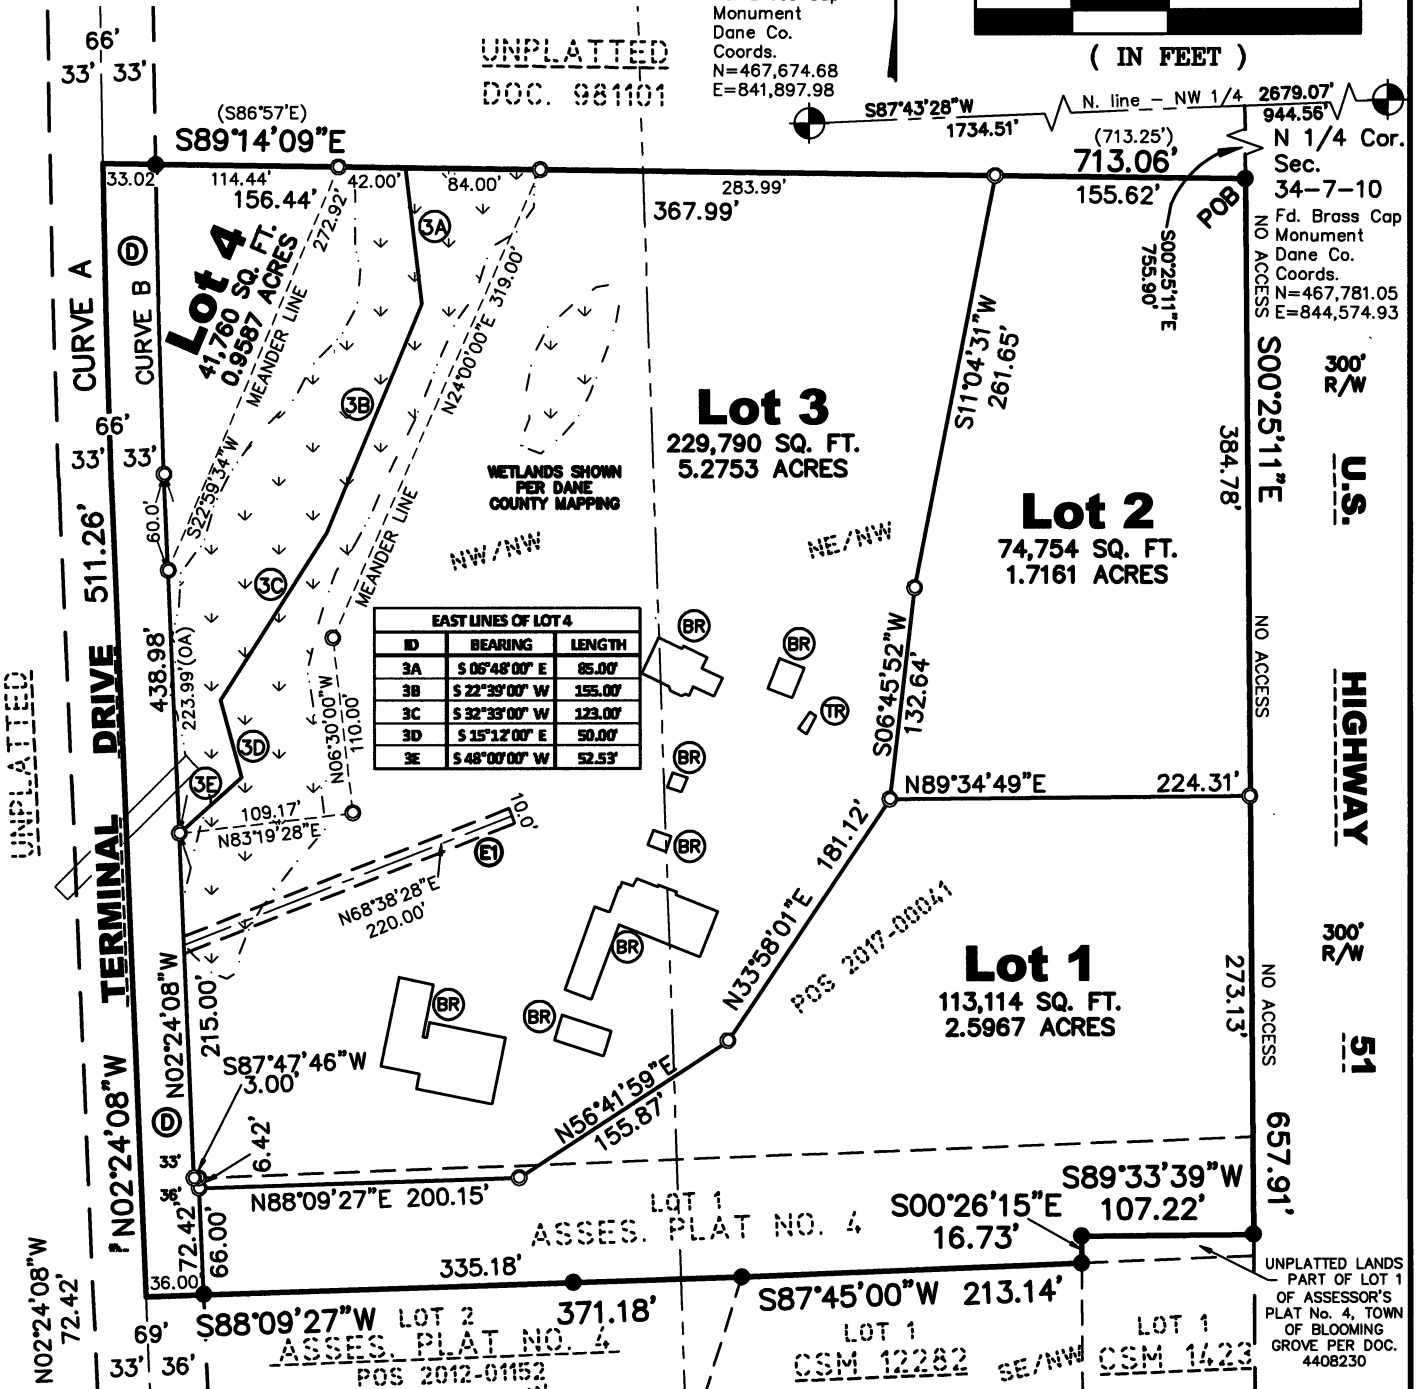 Monument
Dane Co.
Coords.
N=467,674.68
E=841,897.98
( IN FEET )
UNPLATTED
DOC. 981101
66'
33' 33'
(S86°57'E)
S89°14'09"E
S87°43'28"W
1734.51'
N. line - NW 1/4
2679.07'
944.56'
(713.25')
713.06'
N 1/4 Cor.
Sec.
34-7-10
Fd. Brass Cap
Monument
Dane Co.
Coords.
N=467,781.05
E=844,574.93
33.02
114.44'
156.44'
42.00'
84.00'
283.99'
367.99'
155.62'
POB
S00°25'11"E
755.90'
NO ACCESS
CURVE A
CURVE B
D
Lot 4
41,760 SQ. FT.
0.9587 ACRES
272.92'
MEANDER LINE
S22°59'34"W
3A
3B
3C
3D
3E
N24°00'00"E 319.00'
MEANDER LINE
S11°04'31"W
261.65'
S00°25'11"E
384.78'
300'
R/W
U.S.
HIGHWAY
51
66'
33' 33'
60.0'
511.26'
WETLANDS SHOWN
PER DANE
COUNTY MAPPING
Lot 3
229,790 SQ. FT.
5.2753 ACRES
Lot 2
74,754 SQ. FT.
1.7161 ACRES
NW/NW
NE/NW
EAST LINES OF LOT 4
ID BEARING LENGTH
3A S 06°48'00" E 85.00'
3B S 22°39'00" W 155.00'
3C S 32°33'00" W 123.00'
3D S 15°12'00" E 50.00'
3E S 48°00'00" W 52.53'
BR
BR
TR
BR
BR
BR
BR
BR
S06°45'52"W
132.64'
NO ACCESS
UNPLATTED
TERMINAL DRIVE
438.98'
223.99'(OA)
N06°30'00"W
110.00'
109.17'
N83°19'28"E
10.0'
E1
N68°38'28"E
220.00'
N89°34'49"E
224.31'
181.12'
N33°58'01"E
POS 2017-00041
Lot 1
113,114 SQ. FT.
2.5967 ACRES
300'
R/W
273.13'
NO ACCESS
657.91'
N02°24'08"W
215.00'
N02°24'08"W
S87°47'46"W
3.00'
D
33'
36'
6.42'
N88°09'27"E 200.15'
N56°41'59"E
155.87'
72.42'
66.00'
LOT 1
ASSES. PLAT NO. 4
S00°26'15"E
16.73'
S89°33'39"W
107.22'
36.00'
335.18'
S88°09'27"W
371.18'
S87°45'00"W 213.14'
N02°24'08"W
72.42'
69'
33' 36'
LOT 2
ASSES. PLAT NO. 4
POS 2012-01152
LOT 1
CSM 12282
SE/NW
LOT 1
CSM 1423
UNPLATTED LANDS
PART OF LOT 1
OF ASSESSOR'S
PLAT No. 4, TOWN
OF BLOOMING
GROVE PER DOC.
4408230